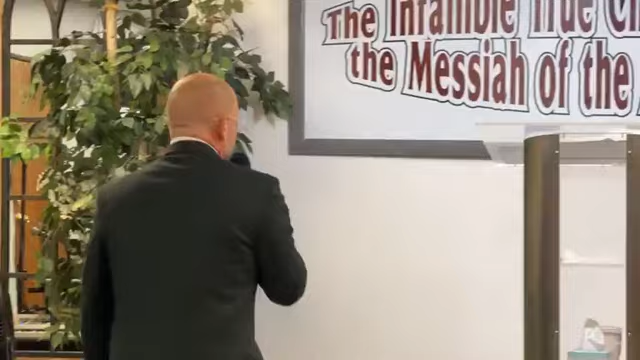 The Infallible True C
the Messiah of the